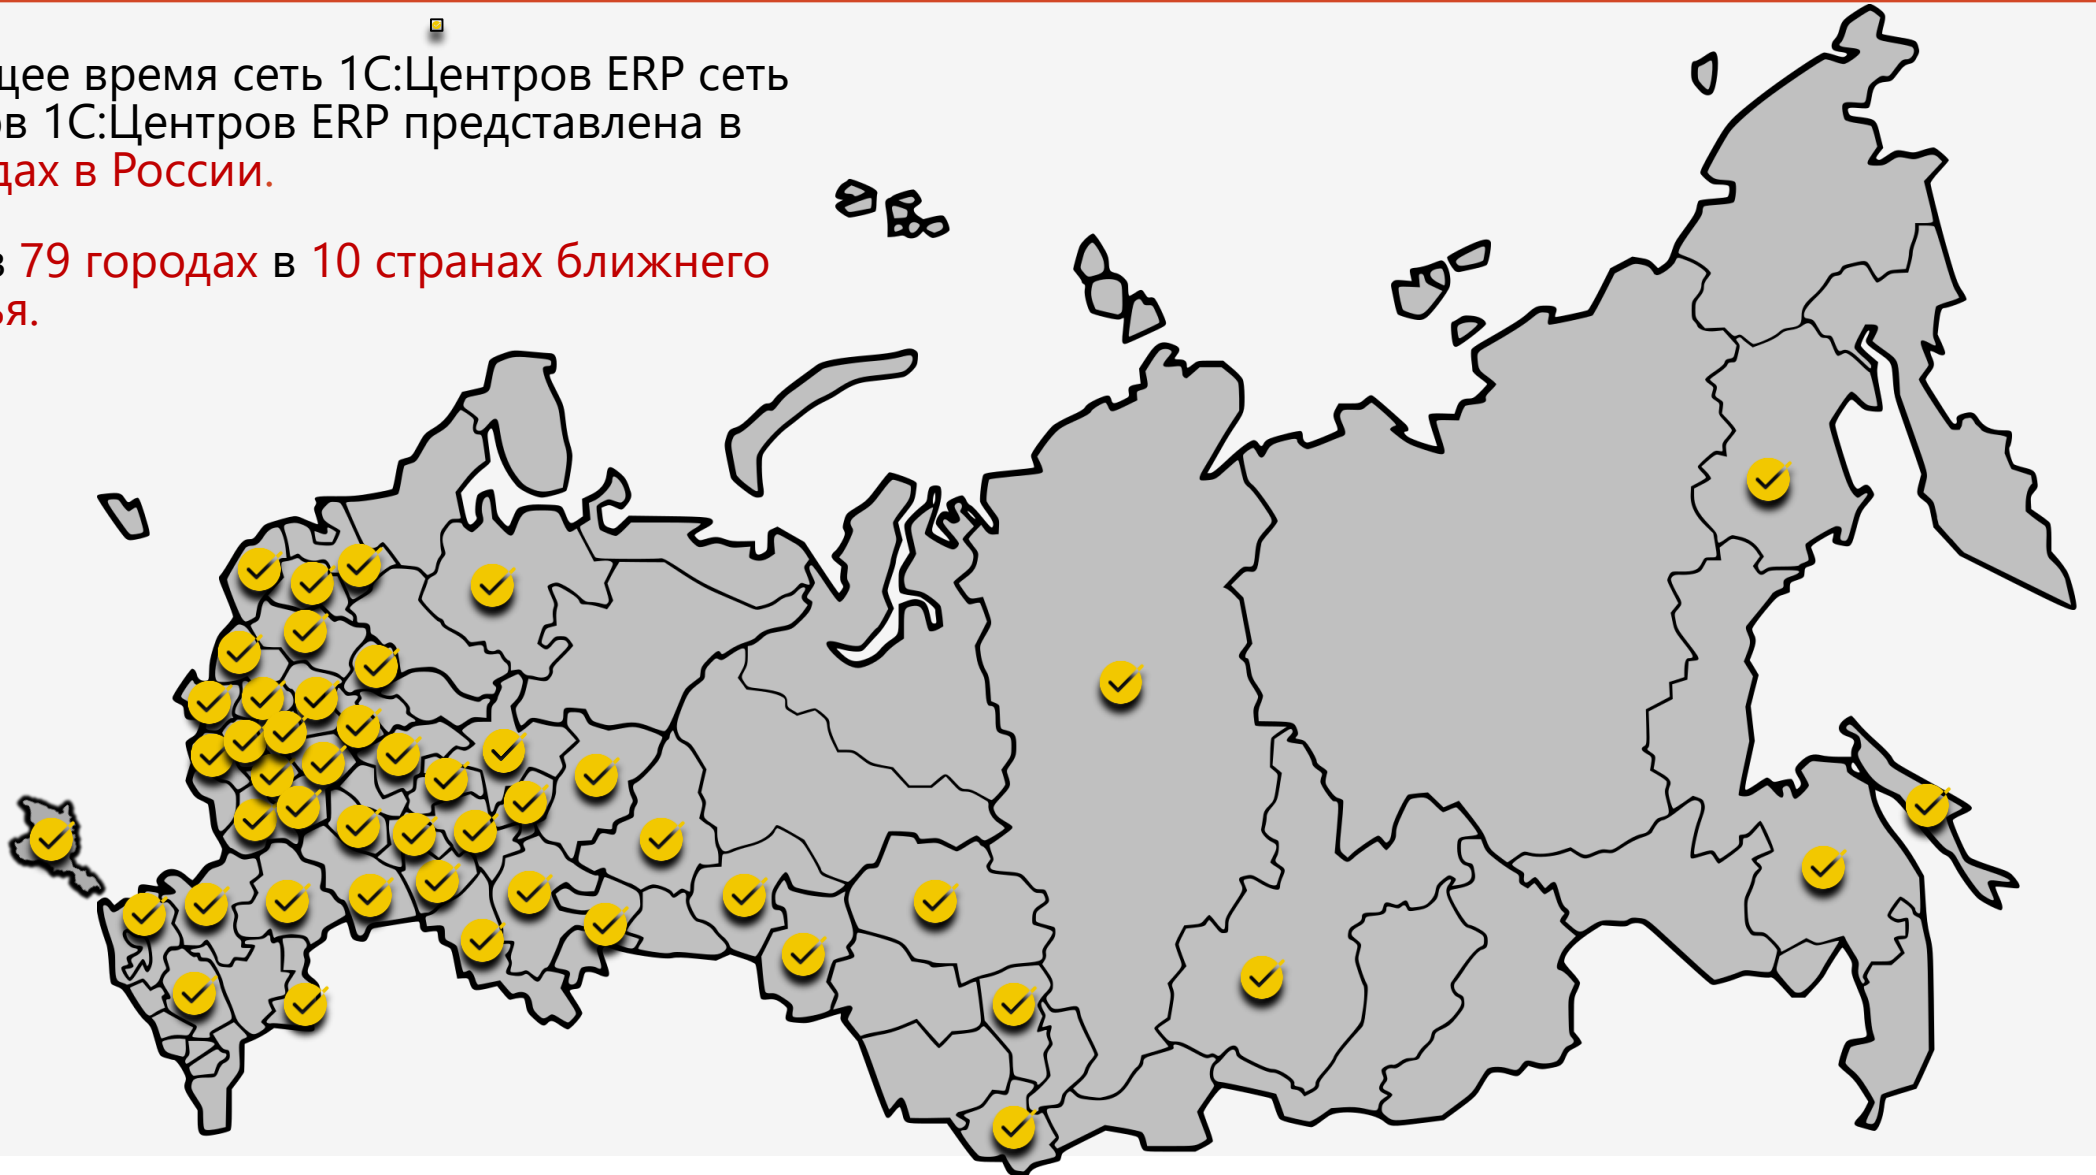 щее время сеть 1С:Центров ERP сеть
ов 1С:Центров ERP представлена в
дах в России.
в 79 городах в 10 странах ближнего
ья.